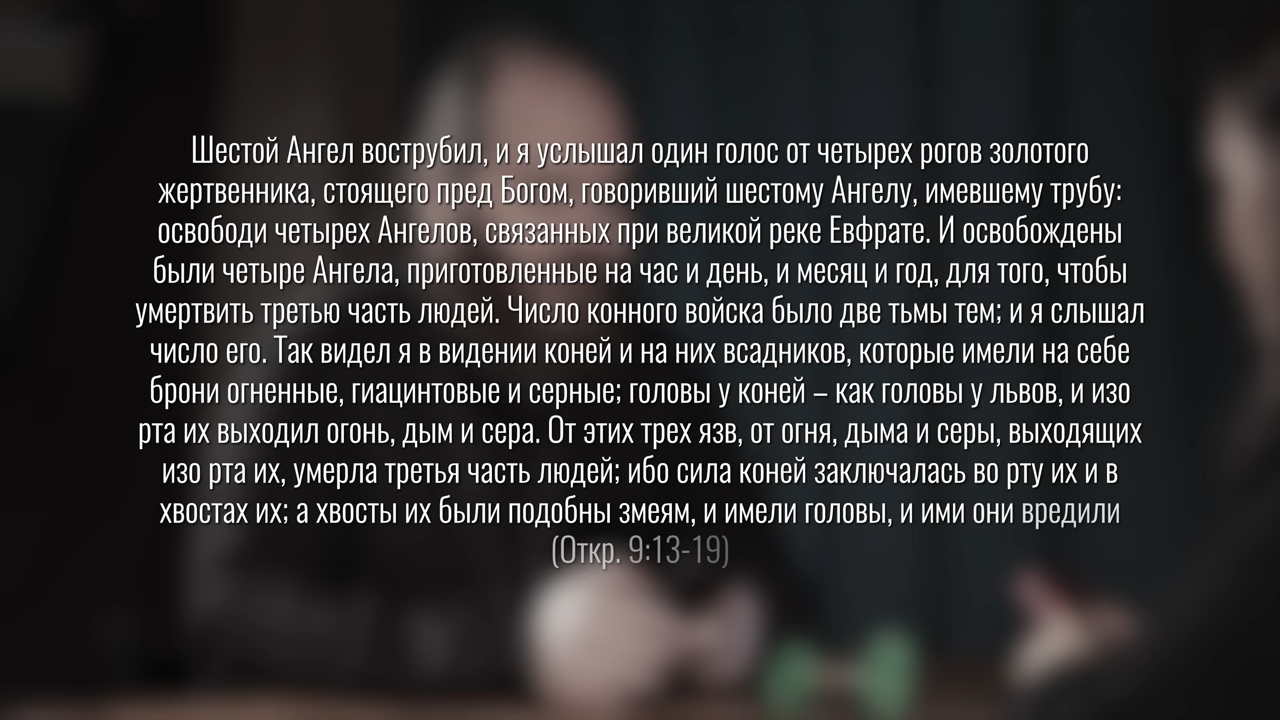 Шестой Ангел вострубил, и я услышал один голос от четырех рогов золотого
жертвенника, стоящего пред Богом, говоривший шестому Ангелу, имевшему трубу:
освободи четырех Ангелов, связанных при великой реке Евфрате. И освобождены
были четыре Ангела, приготовленные на час и день, и месяц и год, для того, чтобы
умертвить третью часть людей. Число конного войска было две тьмы тем; и я слышал
число его. Так видел я в видении коней и на них всадников, которые имели на себе
брони огненные, гиацинтовые и серные; головы у коней – как головы у львов, и изо
рта их выходил огонь, дым и сера. От этих трех язв, от огня, дыма и серы, выходящих
изо рта их, умерла третья часть людей; ибо сила коней заключалась во рту их и в
хвостах их; а хвосты их были подобны змеям, и имели головы, и ими они вредили
(Откр. 9:13-19)